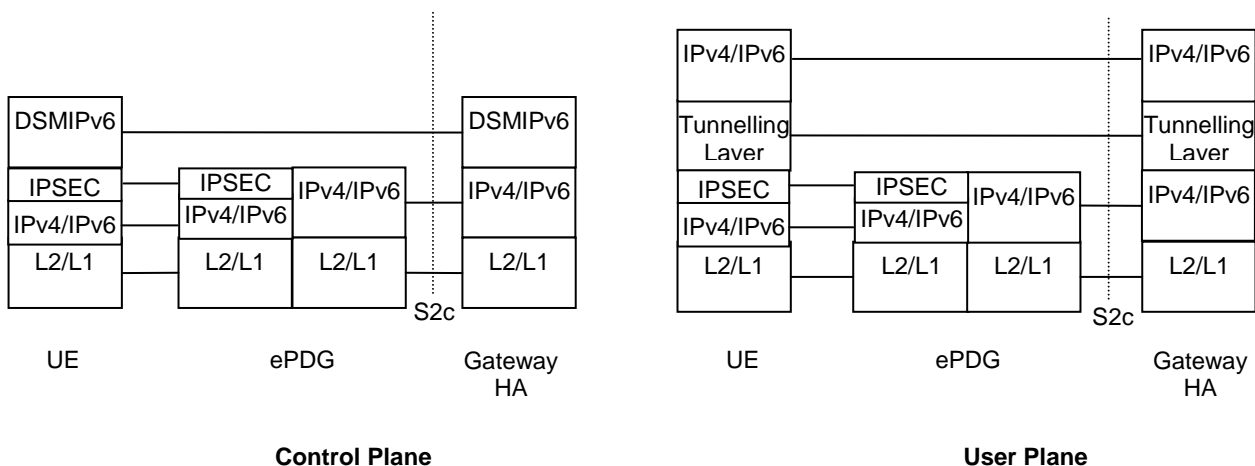 DSMIPv6
DSMIPv6
IPSEC
IPSEC
IPv4/IPv6
IPv4/IPv6
IPv4/IPv6
IPv4/IPv6
L2/L1
L2/L1
L2/L1
L2/L1
S2c
UE
ePDG
Gateway
HA
Control Plane
IPv4/IPv6
IPv4/IPv6
Tunnelling
Layer
Tunnelling
Layer
IPSEC
IPSEC
IPv4/IPv6
IPv4/IPv6
IPv4/IPv6
IPv4/IPv6
L2/L1
L2/L1
L2/L1
L2/L1
S2c
UE
ePDG
Gateway
HA
User Plane